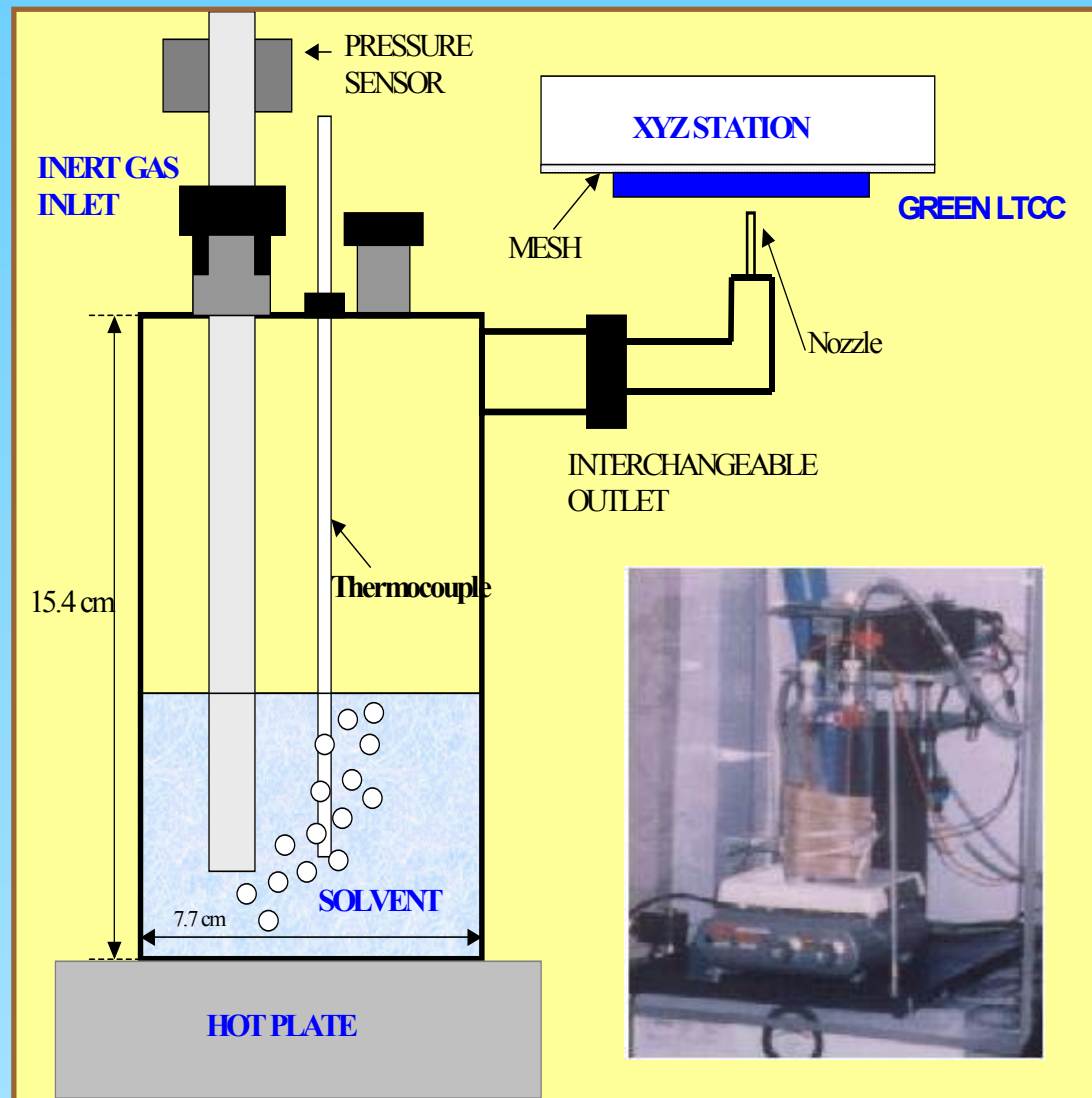 PRESSURE
SENSOR
XYZ STATION
INERT GAS
INLET
GREEN LTCC
MESH
Nozzle
INTERCHANGEABLE
OUTLET
Thermocouple
15.4 cm
SOLVENT
7.7 cm
HOT PLATE